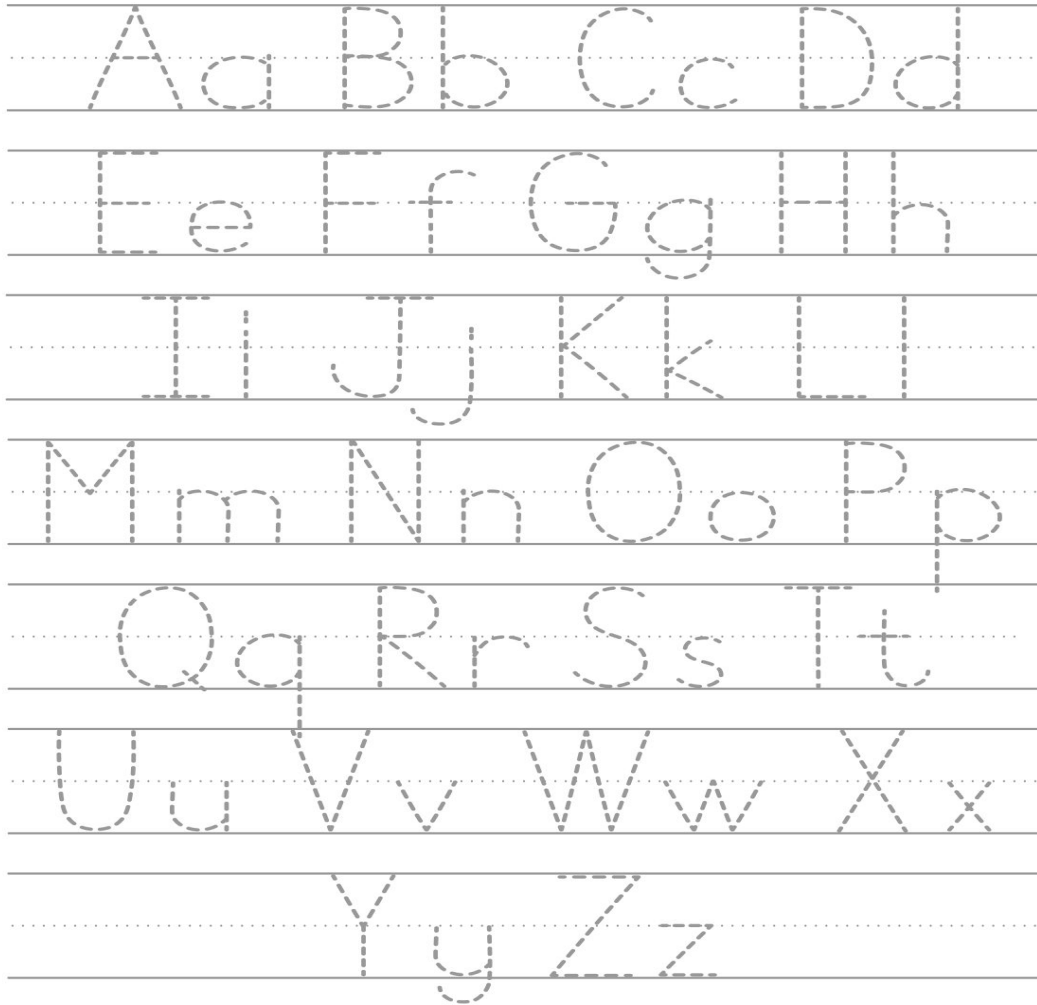 Aa Bb Cc Dd
Ee Ff Gg Hh
Ii Jj Kk Ll
Mm Nn Oo Pp
Qq Rr Ss Tt
Uu Vv Ww Xx
Yy Zz